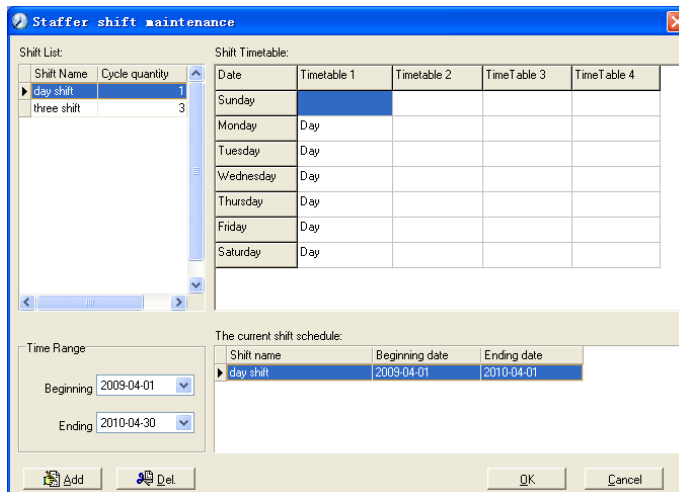 Staffer shift maintenance
Shift List:
Shift Name Cycle quantity
day shift 1
three shift 3
Shift Timetable:
Date Timetable 1 Timetable 2 TimeTable 3 TimeTable 4
Sunday
Monday Day
Tuesday Day
Wednesday Day
Thursday Day
Friday Day
Saturday Day
Time Range
Beginning 2009-04-01
Ending 2010-04-30
The current shift schedule:
Shift name Beginning date Ending date
day shift 2009-04-01 2010-04-01
Add Del. OK Cancel